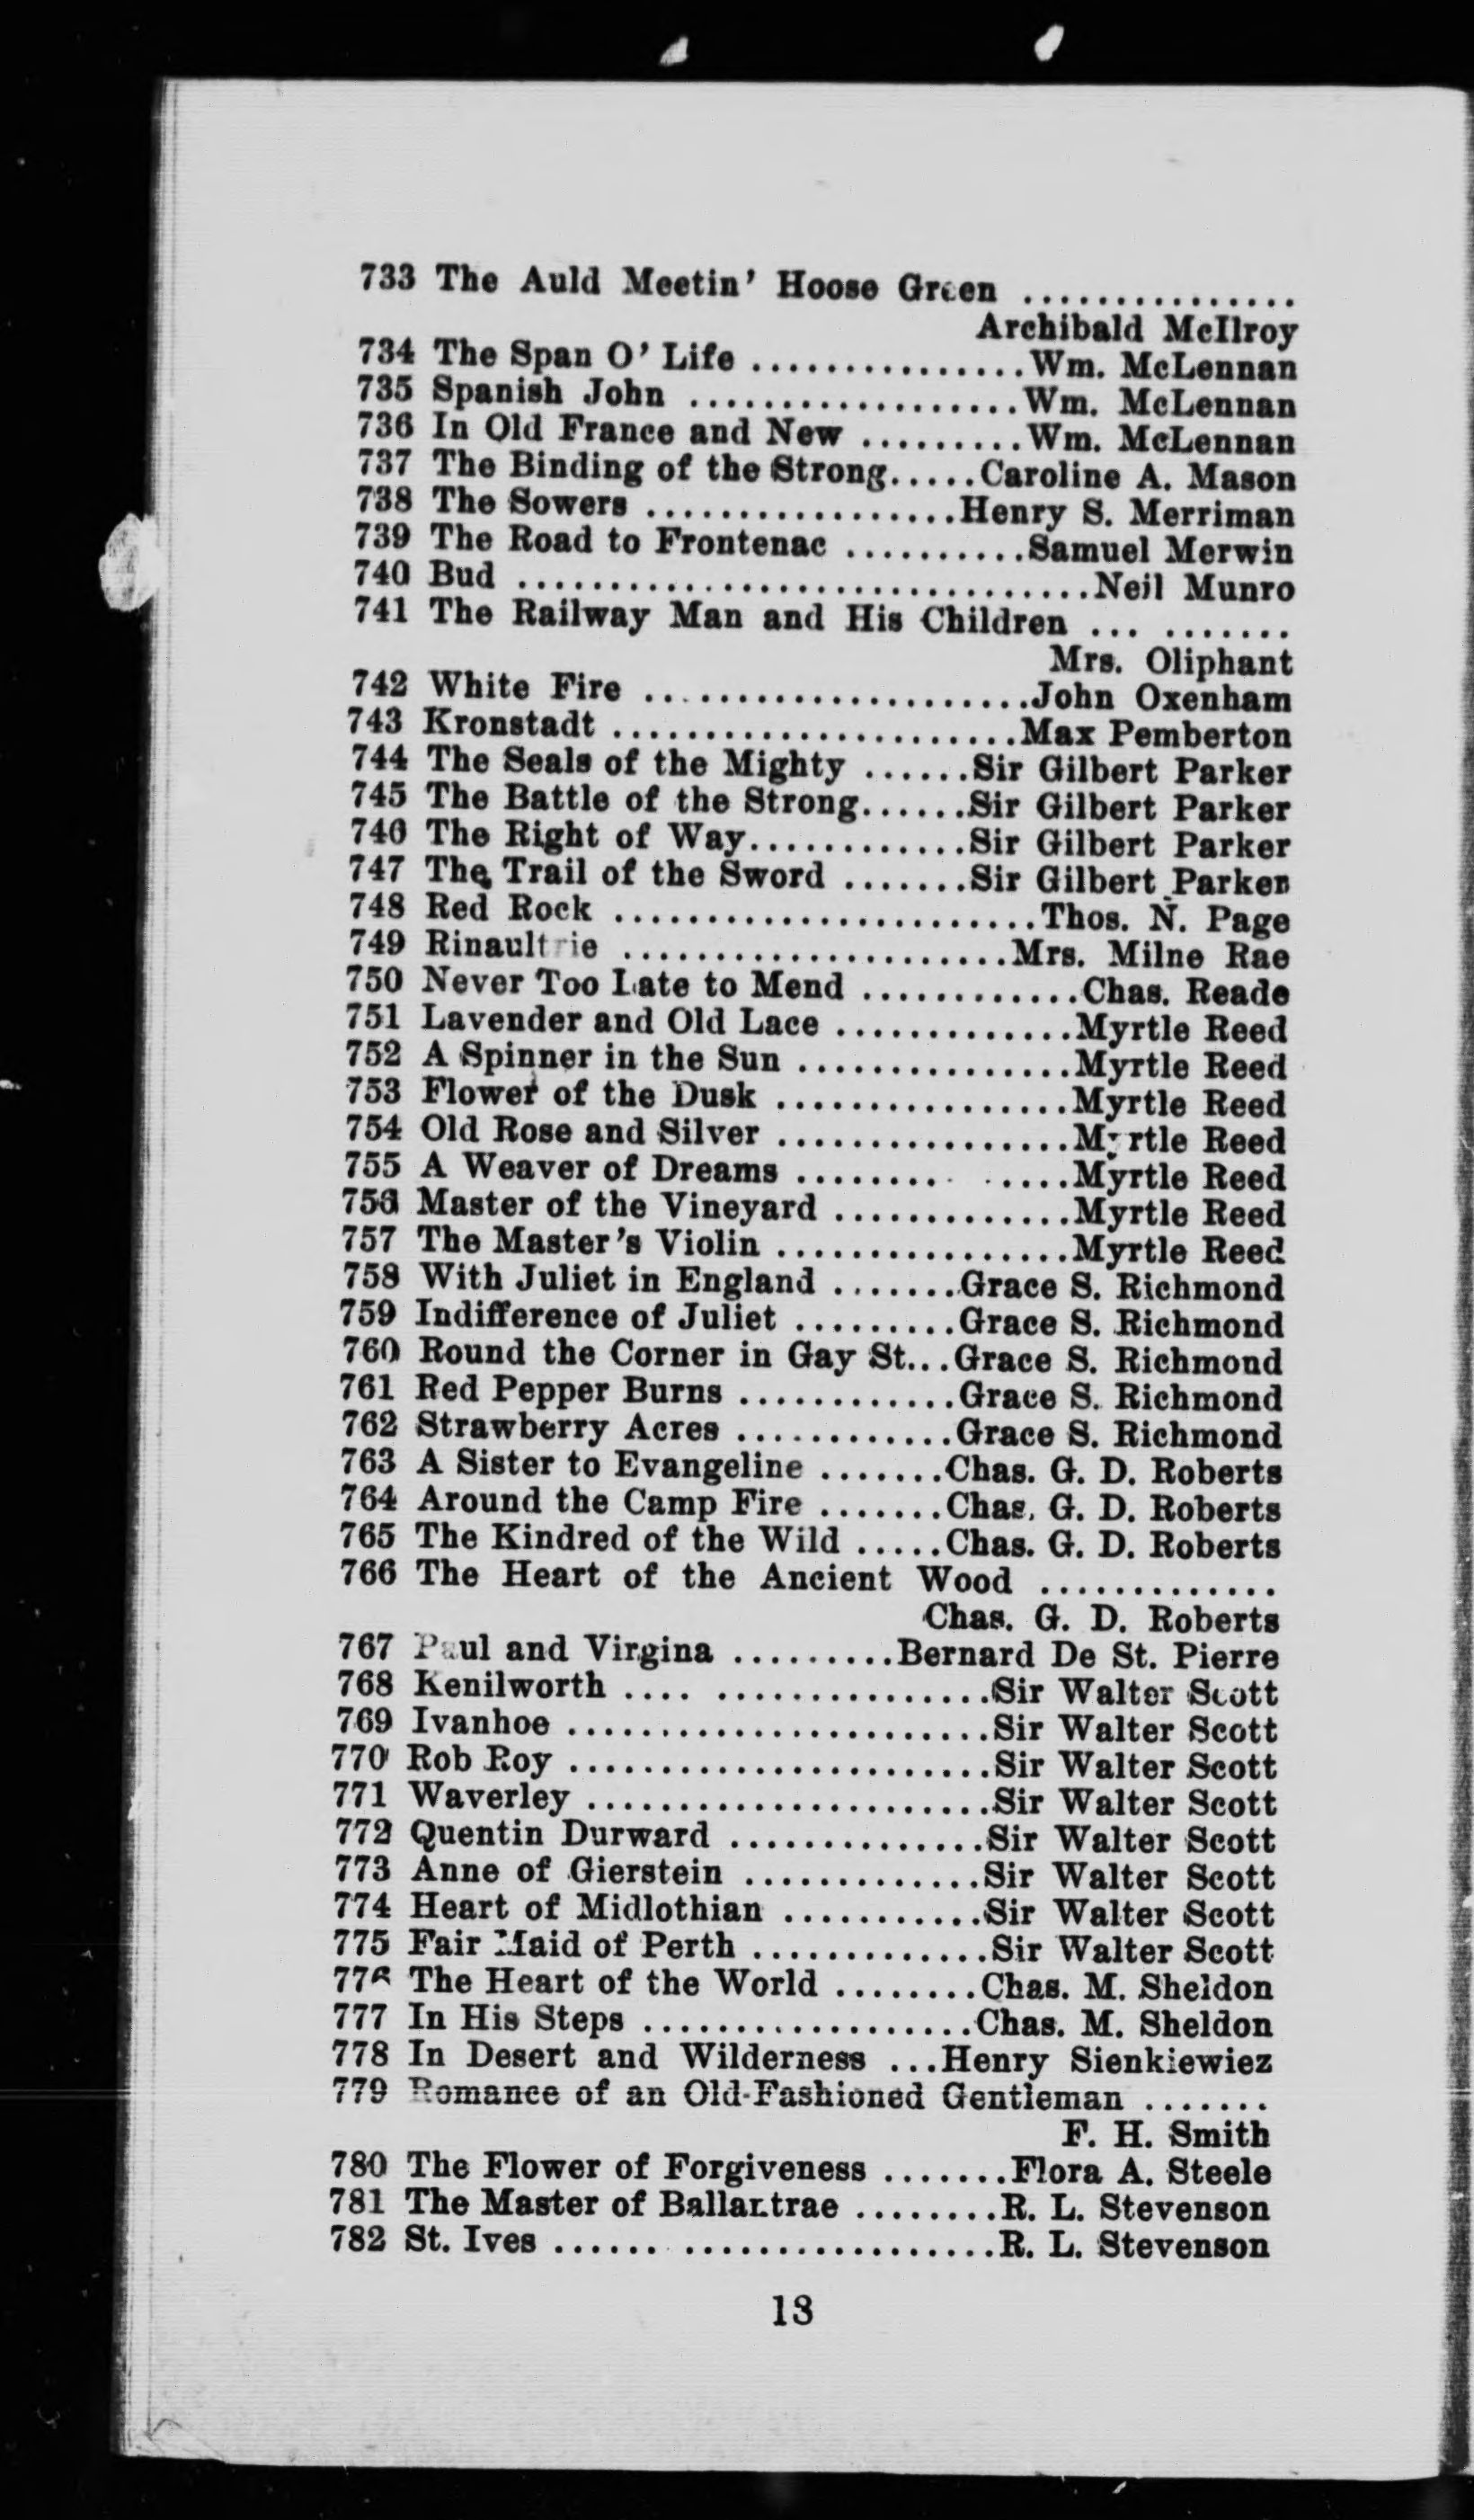 733 The Auld Meetin' Hoose Green ...............
Archibald McIlroy
734 The Span O' Life ...............Wm. McLennan
735 Spanish John ..................Wm. McLennan
736 In Old France and New .........Wm. McLennan
737 The Binding of the Strong.....Caroline A. Mason
738 The Sowers .................Henry S. Merriman
739 The Road to Frontenac ..........Samuel Merwin
740 Bud ...............................Neil Munro
741 The Railway Man and His Children ... .......
Mrs. Oliphant
742 White Fire .....................John Oxenham
743 Kronstadt ......................Max Pemberton
744 The Seals of the Mighty ......Sir Gilbert Parker
745 The Battle of the Strong......Sir Gilbert Parker
746 The Right of Way............Sir Gilbert Parker
747 The Trail of the Sword .......Sir Gilbert Parker
748 Red Rock .......................Thos. N. Page
749 Rinaultrie .....................Mrs. Milne Rae
750 Never Too Late to Mend ............Chas. Reade
751 Lavender and Old Lace .............Myrtle Reed
752 A Spinner in the Sun ...............Myrtle Reed
753 Flower of the Dusk ................Myrtle Reed
754 Old Rose and Silver ................Myrtle Reed
755 A Weaver of Dreams ........ . .....Myrtle Reed
756 Master of the Vineyard .............Myrtle Reed
757 The Master's Violin ................Myrtle Reed
758 With Juliet in England .......Grace S. Richmond
759 Indifference of Juliet .........Grace S. Richmond
760 Round the Corner in Gay St...Grace S. Richmond
761 Red Pepper Burns ............Grace S. Richmond
762 Strawberry Acres ............Grace S. Richmond
763 A Sister to Evangeline .......Chas. G. D. Roberts
764 Around the Camp Fire .......Chas. G. D. Roberts
765 The Kindred of the Wild .....Chas. G. D. Roberts
766 The Heart of the Ancient Wood .............
Chas. G. D. Roberts
767 Paul and Virgina .........Bernard De St. Pierre
768 Kenilworth .... ...............Sir Walter Scott
769 Ivanhoe .......................Sir Walter Scott
770 Rob Roy .......................Sir Walter Scott
771 Waverley ......................Sir Walter Scott
772 Quentin Durward ..............Sir Walter Scott
773 Anne of Gierstein .............Sir Walter Scott
774 Heart of Midlothian ...........Sir Walter Scott
775 Fair Maid of Perth .............Sir Walter Scott
776 The Heart of the World ........Chas. M. Sheldon
777 In His Steps ..................Chas. M. Sheldon
778 In Desert and Wilderness ...Henry Sienkiewiez
779 Romance of an Old-Fashioned Gentleman .......
F. H. Smith
780 The Flower of Forgiveness .......Flora A. Steele
781 The Master of Ballantrae ........R. L. Stevenson
782 St. Ives ...... .................R. L. Stevenson
13